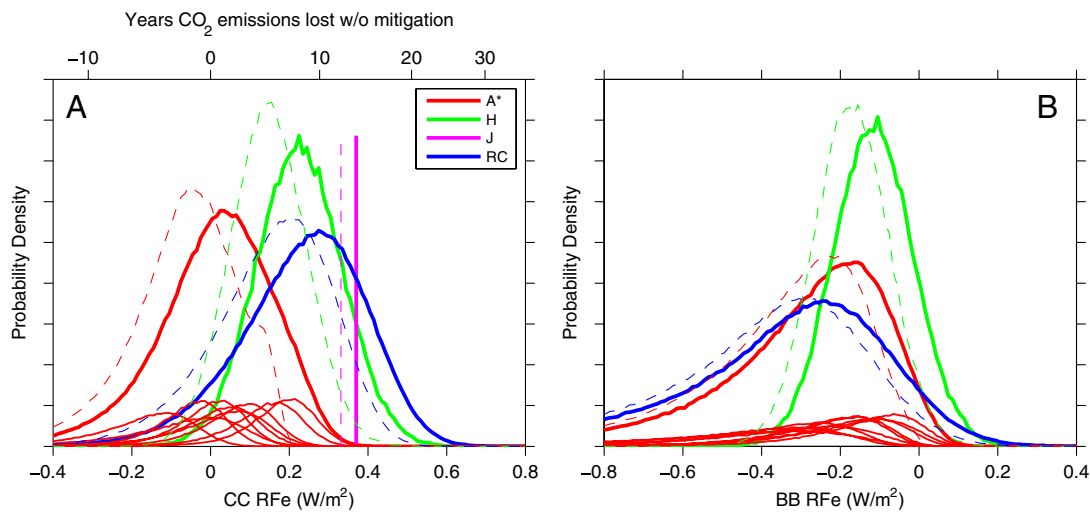 Years CO2 emissions lost w/o mitigation
−10 0 10 20 30
A
A*
H
J
RC
Probability Density
−0.4 −0.2 0 0.2 0.4 0.6 0.8
CC RFe (W/m²)
B
Probability Density
−0.8 −0.6 −0.4 −0.2 0 0.2 0.4
BB RFe (W/m²)